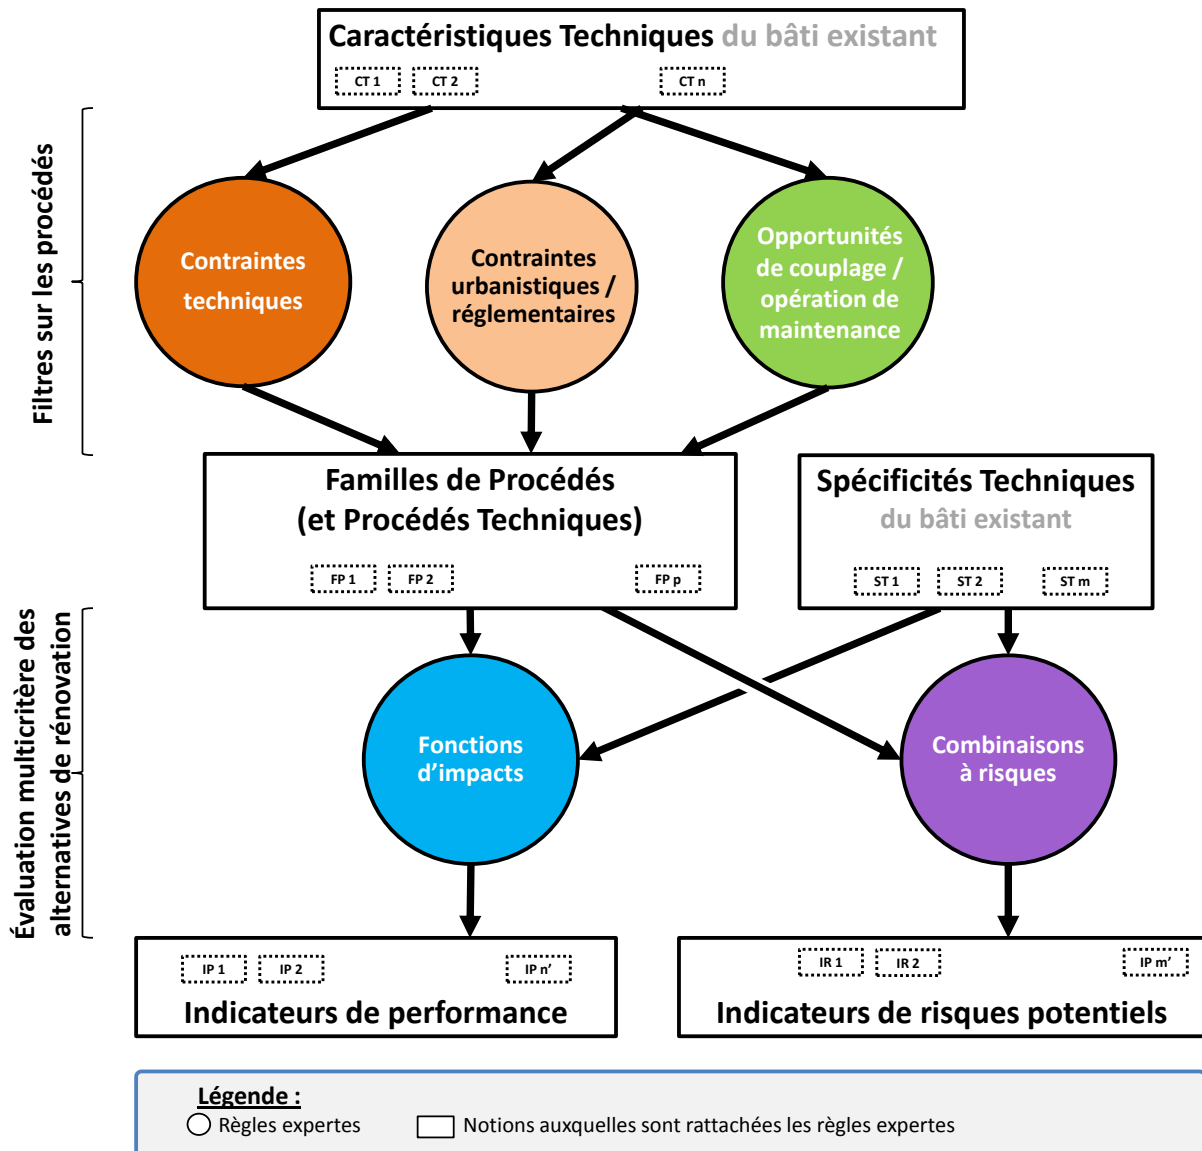 Caractéristiques Techniques du bâti existant
CT 1 CT 2 CT n
Filtres sur les procédés
Contraintes
techniques
Contraintes
urbanistiques /
réglementaires
Opportunités
de couplage /
opération de
maintenance
Familles de Procédés
(et Procédés Techniques)
FP 1 FP 2 FP p
Spécificités Techniques
du bâti existant
ST 1 ST 2 ST m
Évaluation multicritère des
alternatives de rénovation
Fonctions
d’impacts
Combinaisons
à risques
IP 1 IP 2 IP n’
Indicateurs de performance
IR 1 IR 2 IP m’
Indicateurs de risques potentiels
Légende :
Règles expertes
Notions auxquelles sont rattachées les règles expertes